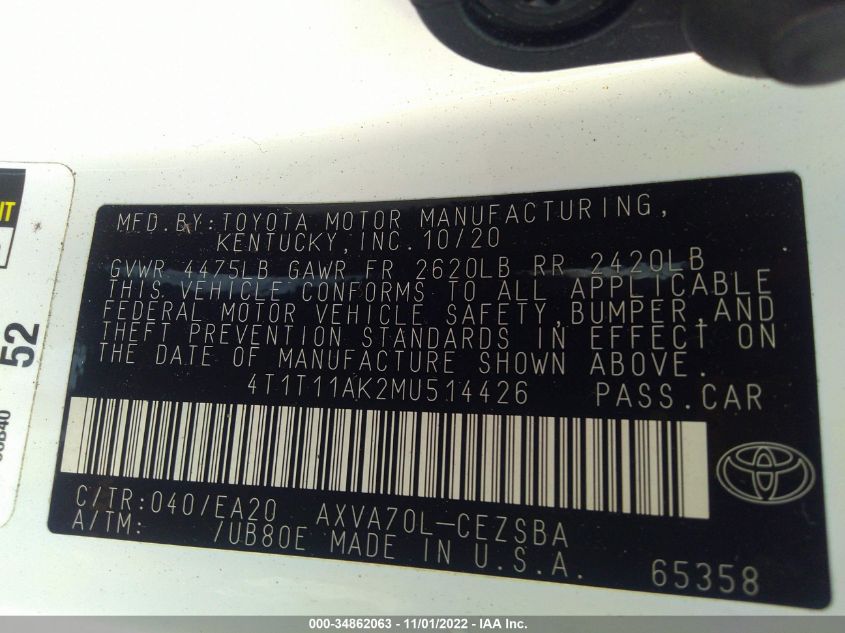 MFD.BY:TOYOTA MOTOR MANUFACTURING,
KENTUCKY,INC.10/20
GVWR 4475LB GAWR FR 2620LB RR 2420LB
THIS VEHICLE CONFORMS TO ALL APPLICABLE
FEDERAL MOTOR VEHICLE SAFETY,BUMPER,AND
THEFT PREVENTION STANDARDS IN EFFECT ON
THE DATE OF MANUFACTURE SHOWN ABOVE.
4T1T11AK2MU514426 PASS.CAR
C/TR:040/EA20 AXVA70L-CEZSBA
A/TM: /UB80E MADE IN U.S.A.
65358
52
000-34862063 - 11/01/2022 - IAA Inc.